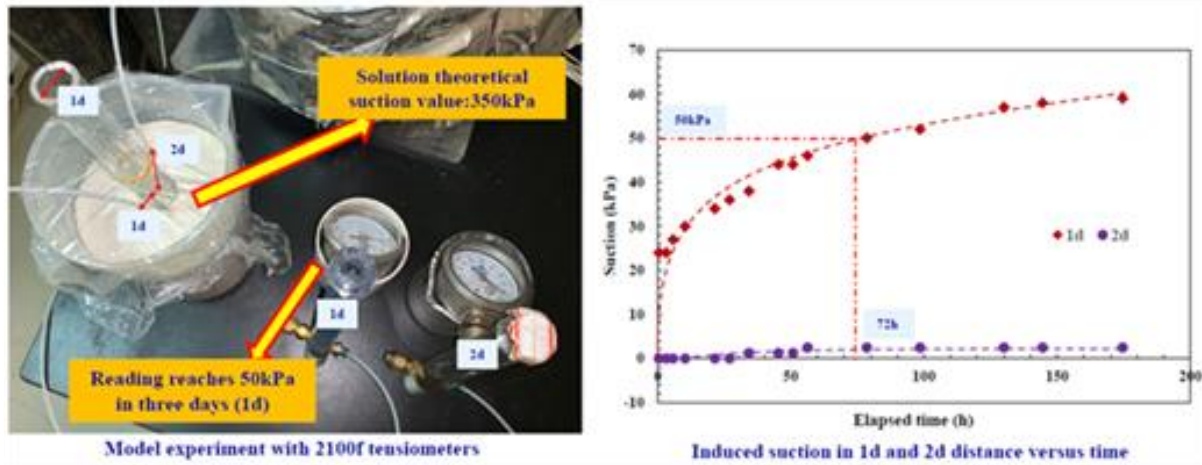 Solution theoretical
suction value:350kPa
1d
2d
1d
1d
2d
Reading reaches 50kPa
in three days (1d)
Model experiment with 2100f tensiometers
70
60
50
40
30
20
10
0
-10
0
50
100
150
200
Suction (kPa)
50kPa
72h
1d
2d
Elapsed time (h)
Induced suction in 1d and 2d distance versus time